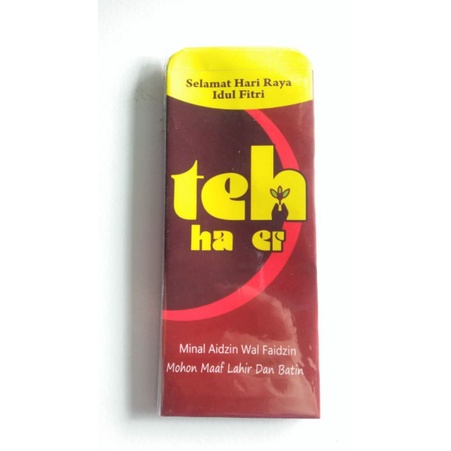 Selamat Hari Raya
Idul Fitri
teh
ha er
Minal Aidzin Wal Faidzin
Mohon Maaf Lahir Dan Batin